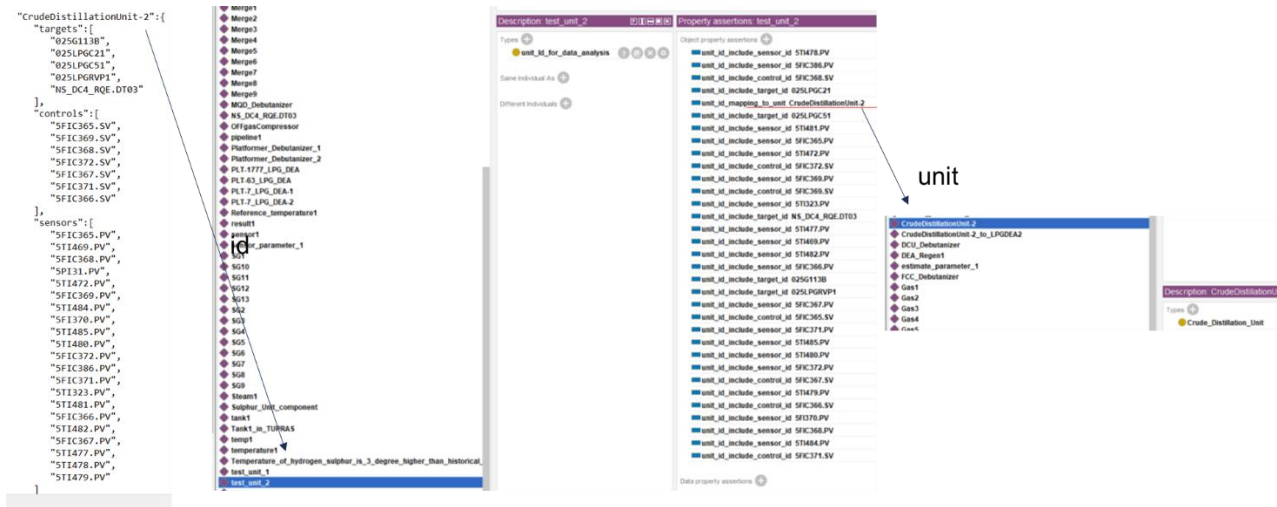 "CrudeDistillationUnit-2":{
"targets":[
"025G113B",
"025LPGC21",
"025LPGC51",
"025LPGRVP1",
"NS_DC4_RQE.DT03"
],
"controls":[
"5FIC365.SV",
"5FIC369.SV",
"5FIC368.SV",
"5FIC372.SV",
"5FIC367.SV",
"5FIC371.SV",
"5FIC366.SV"
],
"sensors":[
"5FIC365.PV",
"5TI469.PV",
"5FIC368.PV",
"5PI31.PV",
"5TI472.PV",
"5FIC369.PV",
"5TI484.PV",
"5FI370.PV",
"5TI485.PV",
"5TI480.PV",
"5FIC372.PV",
"5FIC386.PV",
"5FIC371.PV",
"5TI323.PV",
"5TI481.PV",
"5FIC366.PV",
"5TI482.PV",
"5FIC367.PV",
"5TI477.PV",
"5TI478.PV",
"5TI479.PV"
]
Merge1
Merge2
Merge3
Merge4
Merge5
Merge6
Merge7
Merge8
Merge9
MQD_Debutanizer
NS_DC4_RQE.DT03
OFFgasCompressor
pipeline1
Platformer_Debutanizer_1
Platformer_Debutanizer_2
PLT-1777_LPG_DEA
PLT-63_LPG_DEA
PLT-7_LPG_DEA-1
PLT-7_LPG_DEA-2
Reference_temperature1
result1
sensor1
id
SG1
SG10
SG11
SG12
SG13
SG2
SG3
SG4
SG5
SG6
SG7
SG8
SG9
Steam1
Sulphur_Unit_component
tank1
Tank1_in_TUPRAS
temp1
temperature1
Temperature_of_hydrogen_sulphur_is_3_degree_higher_than_historical_
test_unit_1
test_unit_2
Description: test_unit_2
Types
unit_id_for_data_analysis
Same Individual As
Different Individuals
Property assertions: test_unit_2
Object property assertions
unit_id_include_sensor_id 5TI478.PV
unit_id_include_sensor_id 5FIC386.PV
unit_id_include_control_id 5FIC368.SV
unit_id_include_target_id 025LPGC21
unit_id_mapping_to_unit CrudeDistillationUnit-2
unit_id_include_target_id 025LPGC51
unit_id_include_sensor_id 5TI481.PV
unit_id_include_sensor_id 5FIC365.PV
unit_id_include_sensor_id 5TI472.PV
unit_id_include_control_id 5FIC372.SV
unit_id_include_sensor_id 5FIC369.PV
unit_id_include_control_id 5FIC369.SV
unit_id_include_sensor_id 5TI323.PV
unit_id_include_target_id NS_DC4_RQE.DT03
unit_id_include_sensor_id 5TI477.PV
unit_id_include_sensor_id 5TI469.PV
unit_id_include_sensor_id 5TI482.PV
unit_id_include_sensor_id 5FIC366.PV
unit_id_include_target_id 025G113B
unit_id_include_target_id 025LPGRVP1
unit_id_include_sensor_id 5FIC367.PV
unit_id_include_control_id 5FIC365.SV
unit_id_include_sensor_id 5FIC371.PV
unit_id_include_sensor_id 5TI485.PV
unit_id_include_sensor_id 5TI480.PV
unit_id_include_sensor_id 5FIC372.PV
unit_id_include_control_id 5FIC367.SV
unit_id_include_sensor_id 5TI479.PV
unit_id_include_control_id 5FIC366.SV
unit_id_include_sensor_id 5FI370.PV
unit_id_include_sensor_id 5FIC368.PV
unit_id_include_sensor_id 5TI484.PV
unit_id_include_control_id 5FIC371.SV
Data property assertions
unit
CrudeDistillationUnit-2
CrudeDistillationUnit-2_to_LPGDEA2
DCU_Debutanizer
DEA_Regen1
estimate_parameter_1
FCC_Debutanizer
Gas1
Gas2
Gas3
Gas4
Gas5
Description: CrudeDistillationU
Types
Crude_Distillation_Unit